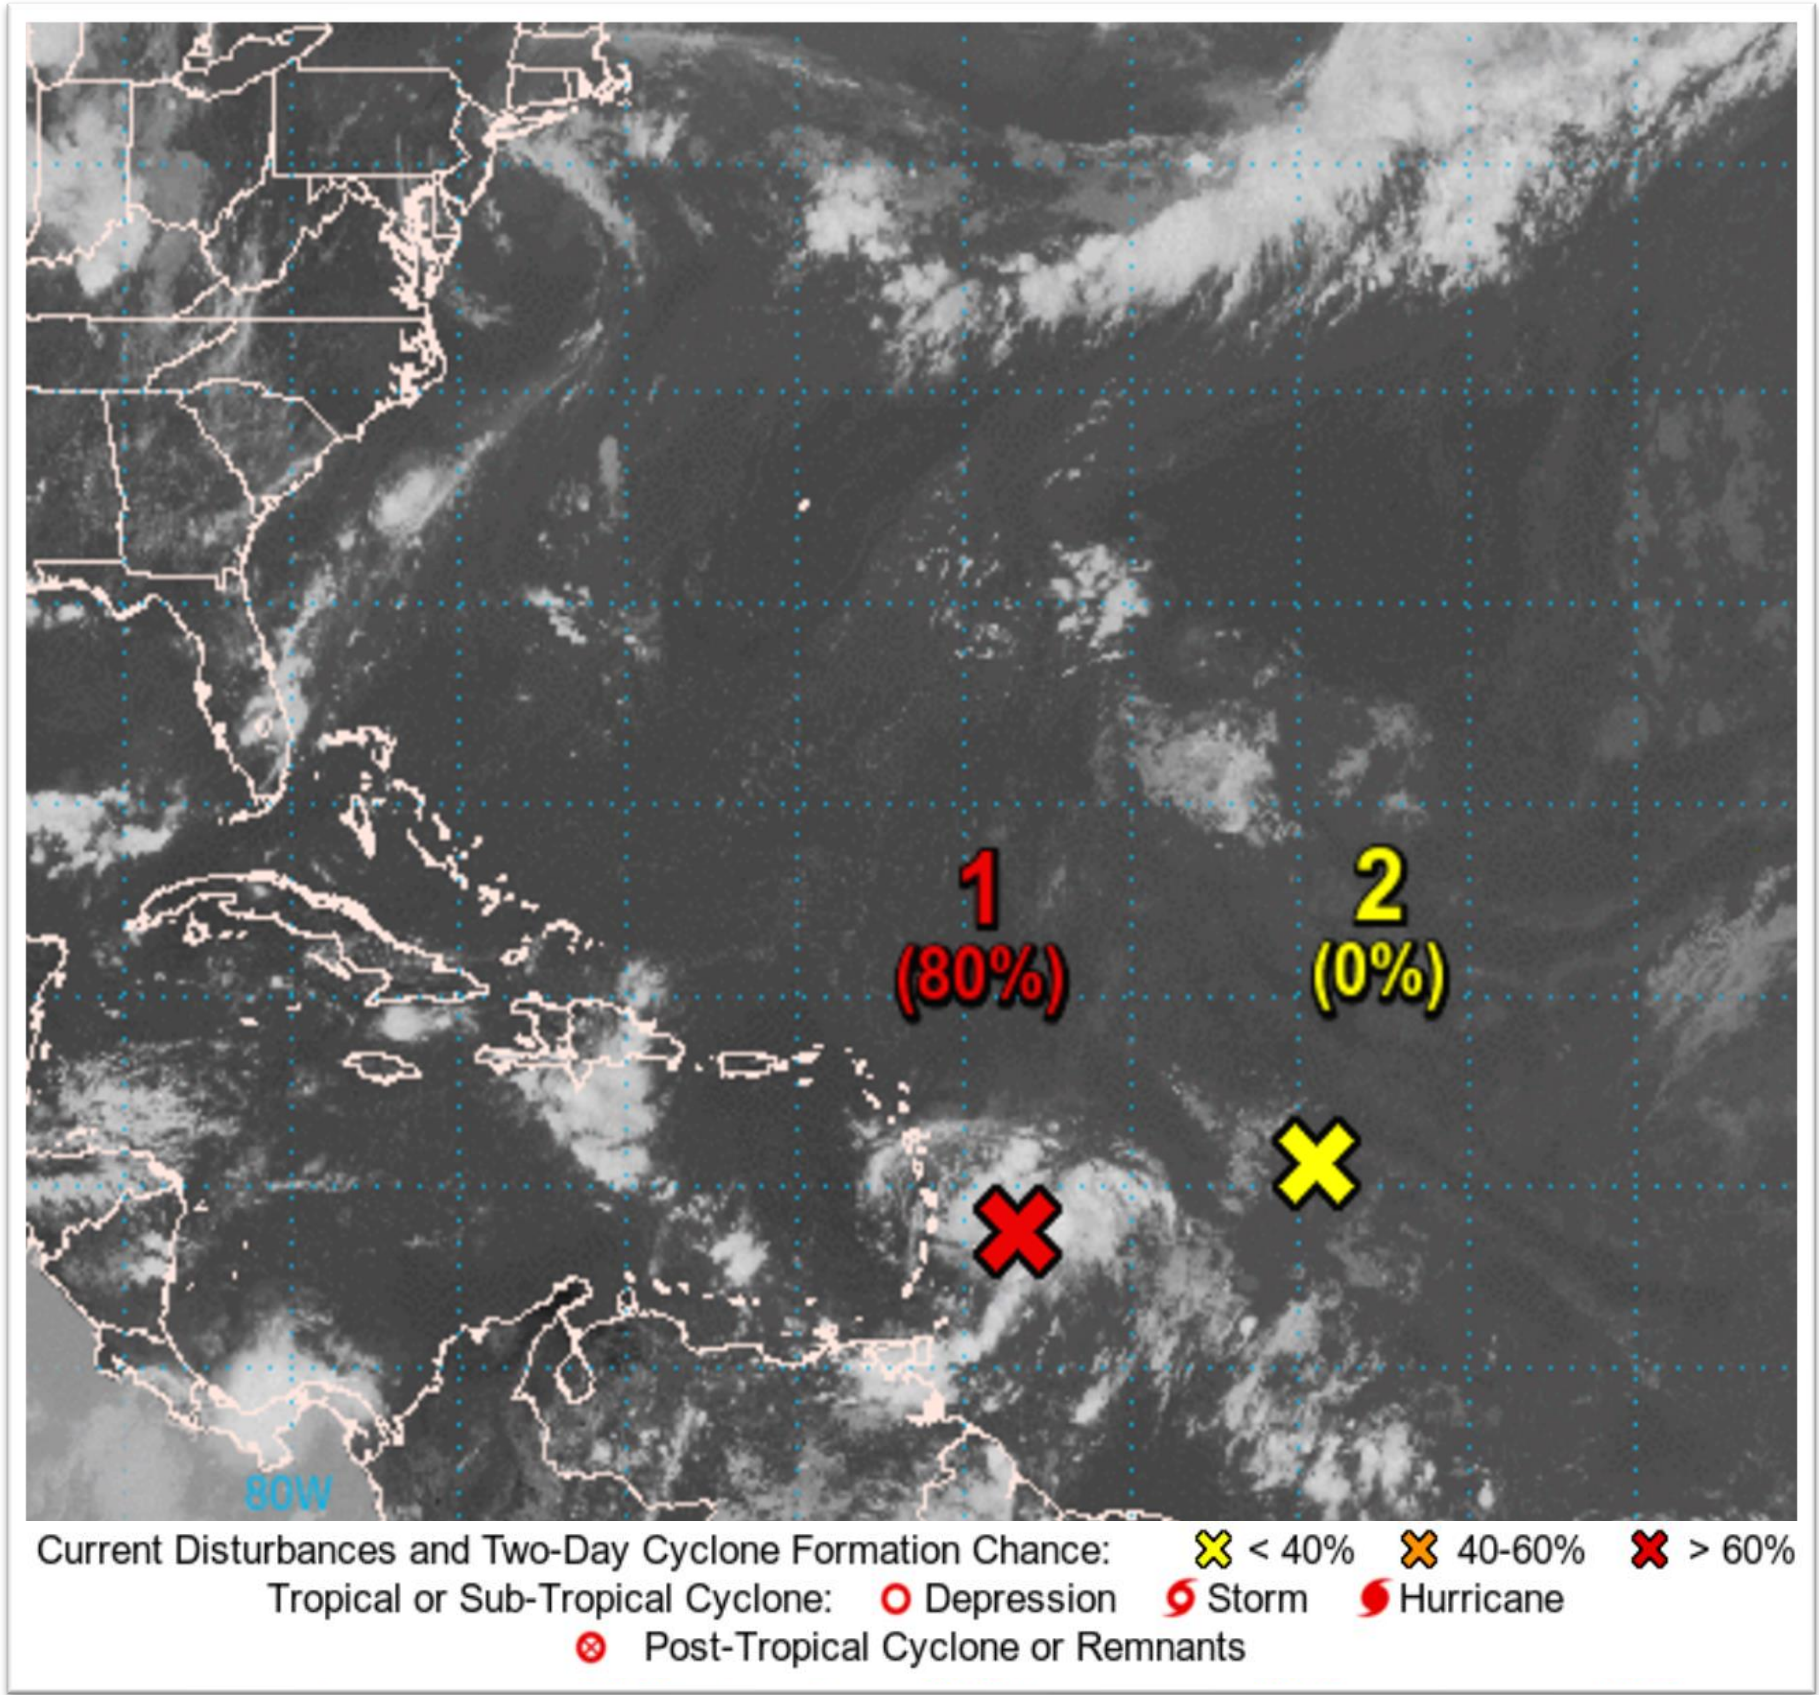 1
(80%)
2
(0%)
80W
Current Disturbances and Two-Day Cyclone Formation Chance: < 40% 40-60% > 60%
Tropical or Sub-Tropical Cyclone: Depression Storm Hurricane
Post-Tropical Cyclone or Remnants